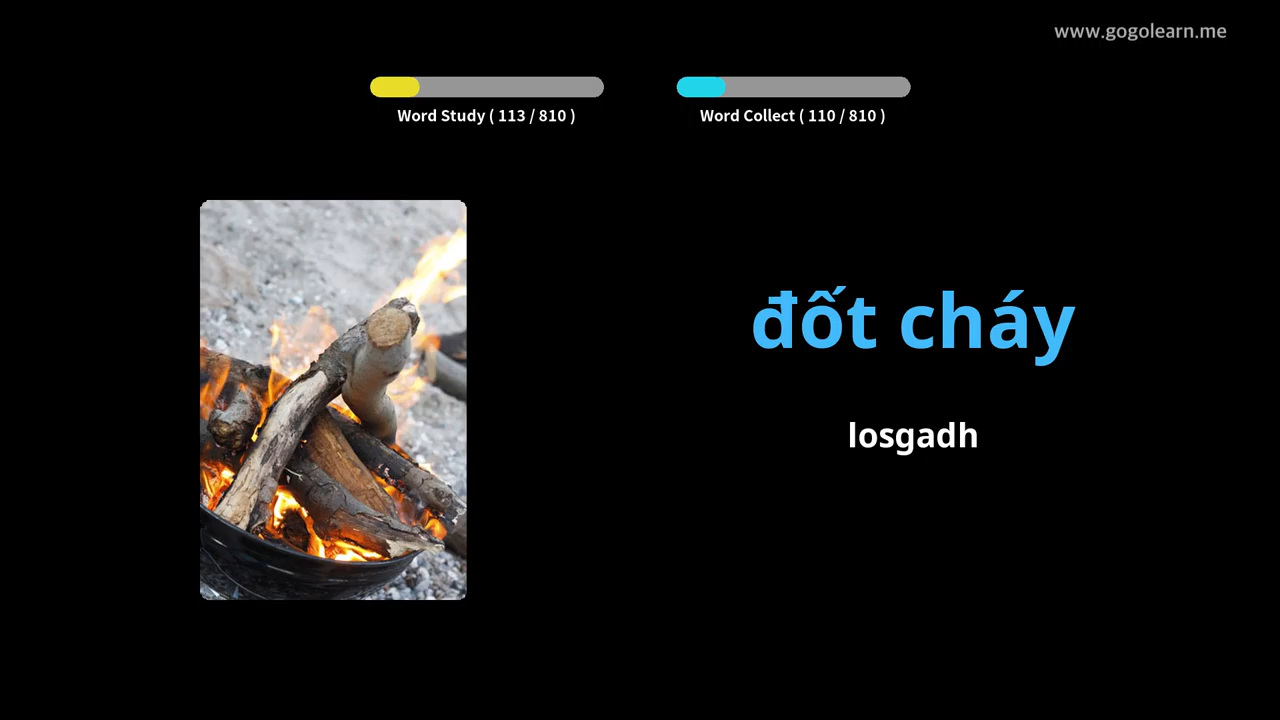 www.gogolearn.me
Word Study ( 113 / 810 )
Word Collect ( 110 / 810 )
đốt cháy
losgadh